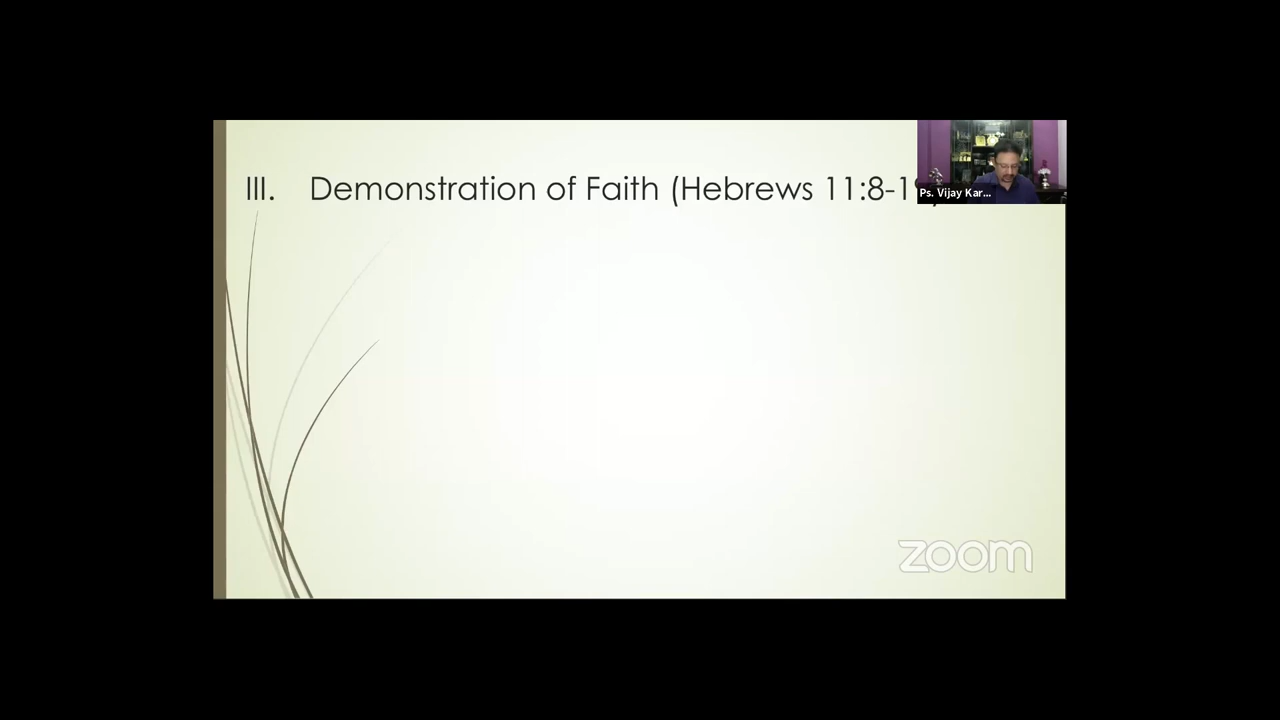 III. Demonstration of Faith (Hebrews 11:8-1
Ps. Vijay Kar...
zoom